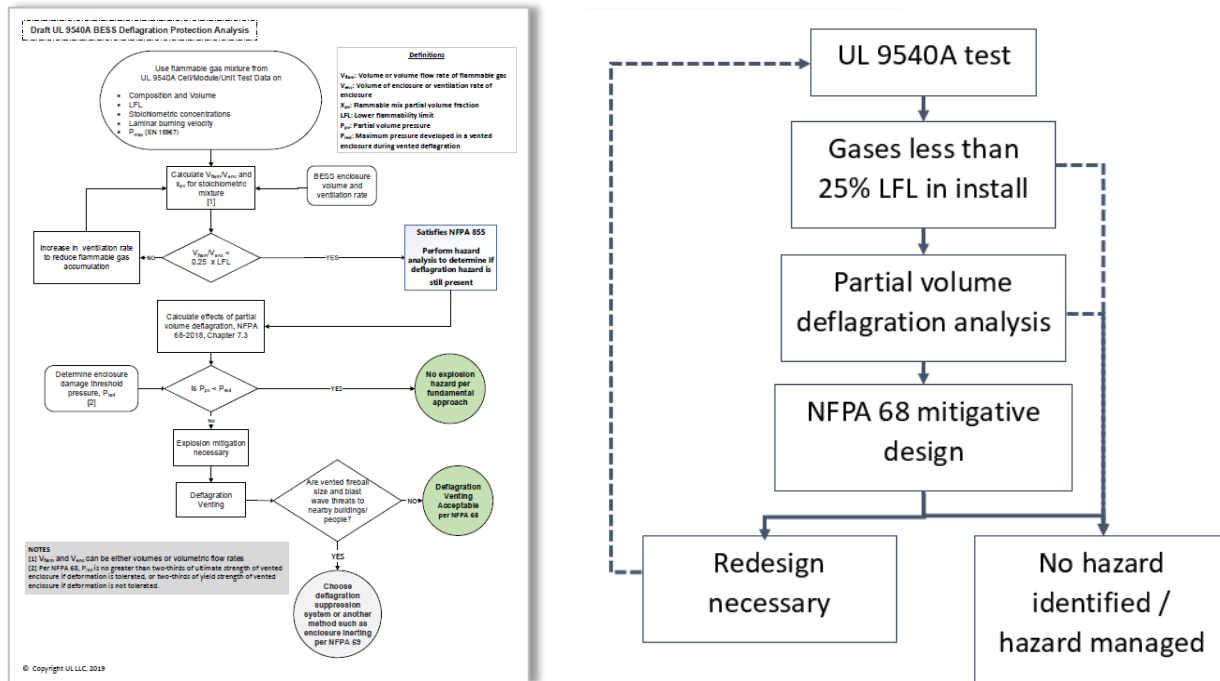 Draft UL 9540A BESS Deflagration Protection Analysis
Use flammable gas mixture from
UL 9540A Cell/Module/Unit Test Data on
• Composition and Volume
• LFL
• Stoichiometric concentrations
• Laminar burning velocity
• Pmax (EN 15967)
Definitions
Vflam: Volume or volume flow rate of flammable gas
Venc: Volume of enclosure or ventilation rate of
enclosure
Xpv: Flammable mix partial volume fraction
LFL: Lower flammability limit
Ppv: Partial volume pressure
Pred: Maximum pressure developed in a vented
enclosure during vented deflagration
Calculate Vflam/Venc and
xpv for stoichiometric
mixture
[1]
BESS enclosure
volume and
ventilation rate
Increase in ventilation rate
to reduce flammable gas
accumulation
NO
Vflam/Venc <
0.25 x LFL
YES
Satisfies NFPA 855
Perform hazard
analysis to determine if
deflagration hazard is
still present
Calculate effects of partial
volume deflagration, NFPA
68-2018, Chapter 7.3
Determine enclosure
damage threshold
pressure, Pred
[2]
Is Ppv < Pred
YES
No explosion
hazard per
fundamental
approach
No
Explosion mitigation
necessary
Deflagration
Venting
Are vented fireball
size and blast
wave threats to
nearby buildings/
people?
NO
Deflagration
Venting
Acceptable
per NFPA 68
YES
Choose
deflagration
suppression
system or another
method such as
enclosure inerting
per NFPA 69
NOTES
[1] Vflam and Venc can be either volumes or volumetric flow rates
[2] Per NFPA 68, Pred is no greater than two-thirds of ultimate strength of vented
enclosure if deformation is tolerated, or two-thirds of yield strength of vented
enclosure if deformation is not tolerated.
© Copyright UL LLC, 2019
UL 9540A test
Gases less than
25% LFL in install
Partial volume
deflagration analysis
NFPA 68 mitigative
design
Redesign
necessary
No hazard
identified /
hazard managed